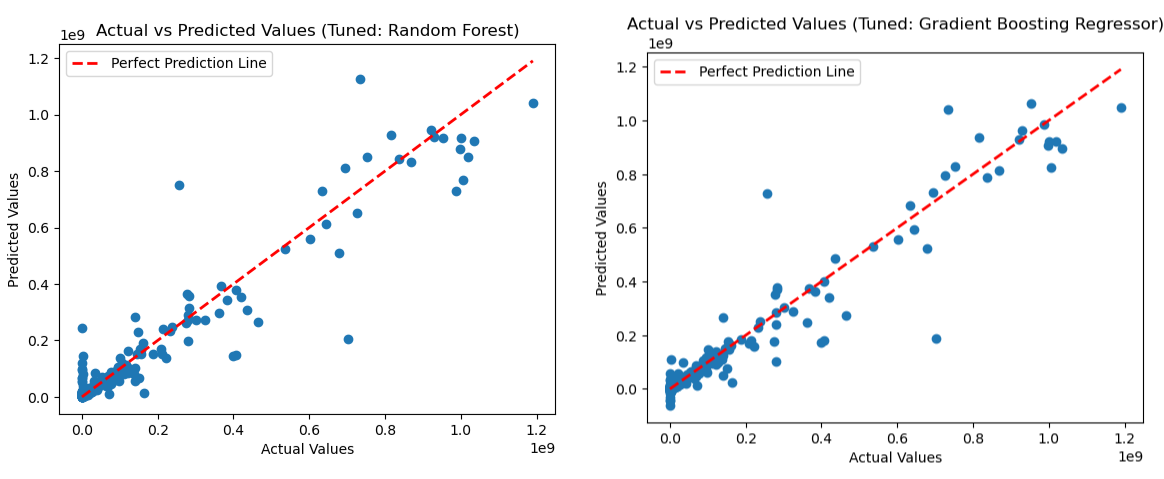 Actual vs Predicted Values (Tuned: Random Forest)
1e9
Perfect Prediction Line
1.2
1.0
0.8
0.6
0.4
0.2
0.0
Predicted Values
0.0 0.2 0.4 0.6 0.8 1.0 1.2
Actual Values
1e9
Actual vs Predicted Values (Tuned: Gradient Boosting Regressor)
1e9
Perfect Prediction Line
1.2
1.0
0.8
0.6
0.4
0.2
0.0
Predicted Values
0.0 0.2 0.4 0.6 0.8 1.0 1.2
Actual Values
1e9